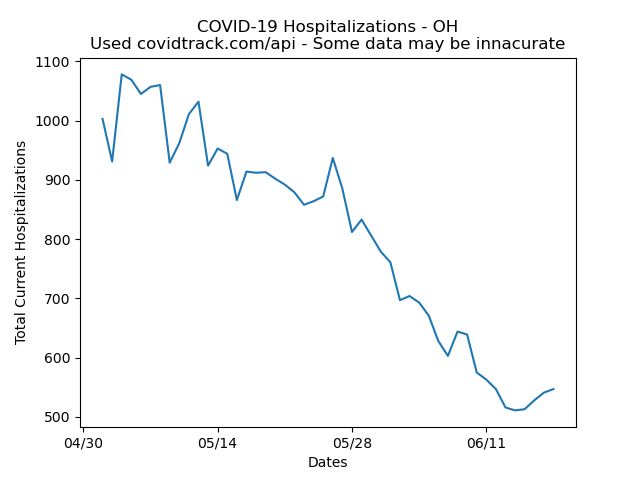 COVID-19 Hospitalizations - OH
Used covidtrack.com/api - Some data may be innacurate
Total Current Hospitalizations
1100
1000
900
800
700
600
500
04/30
05/14
05/28
06/11
Dates